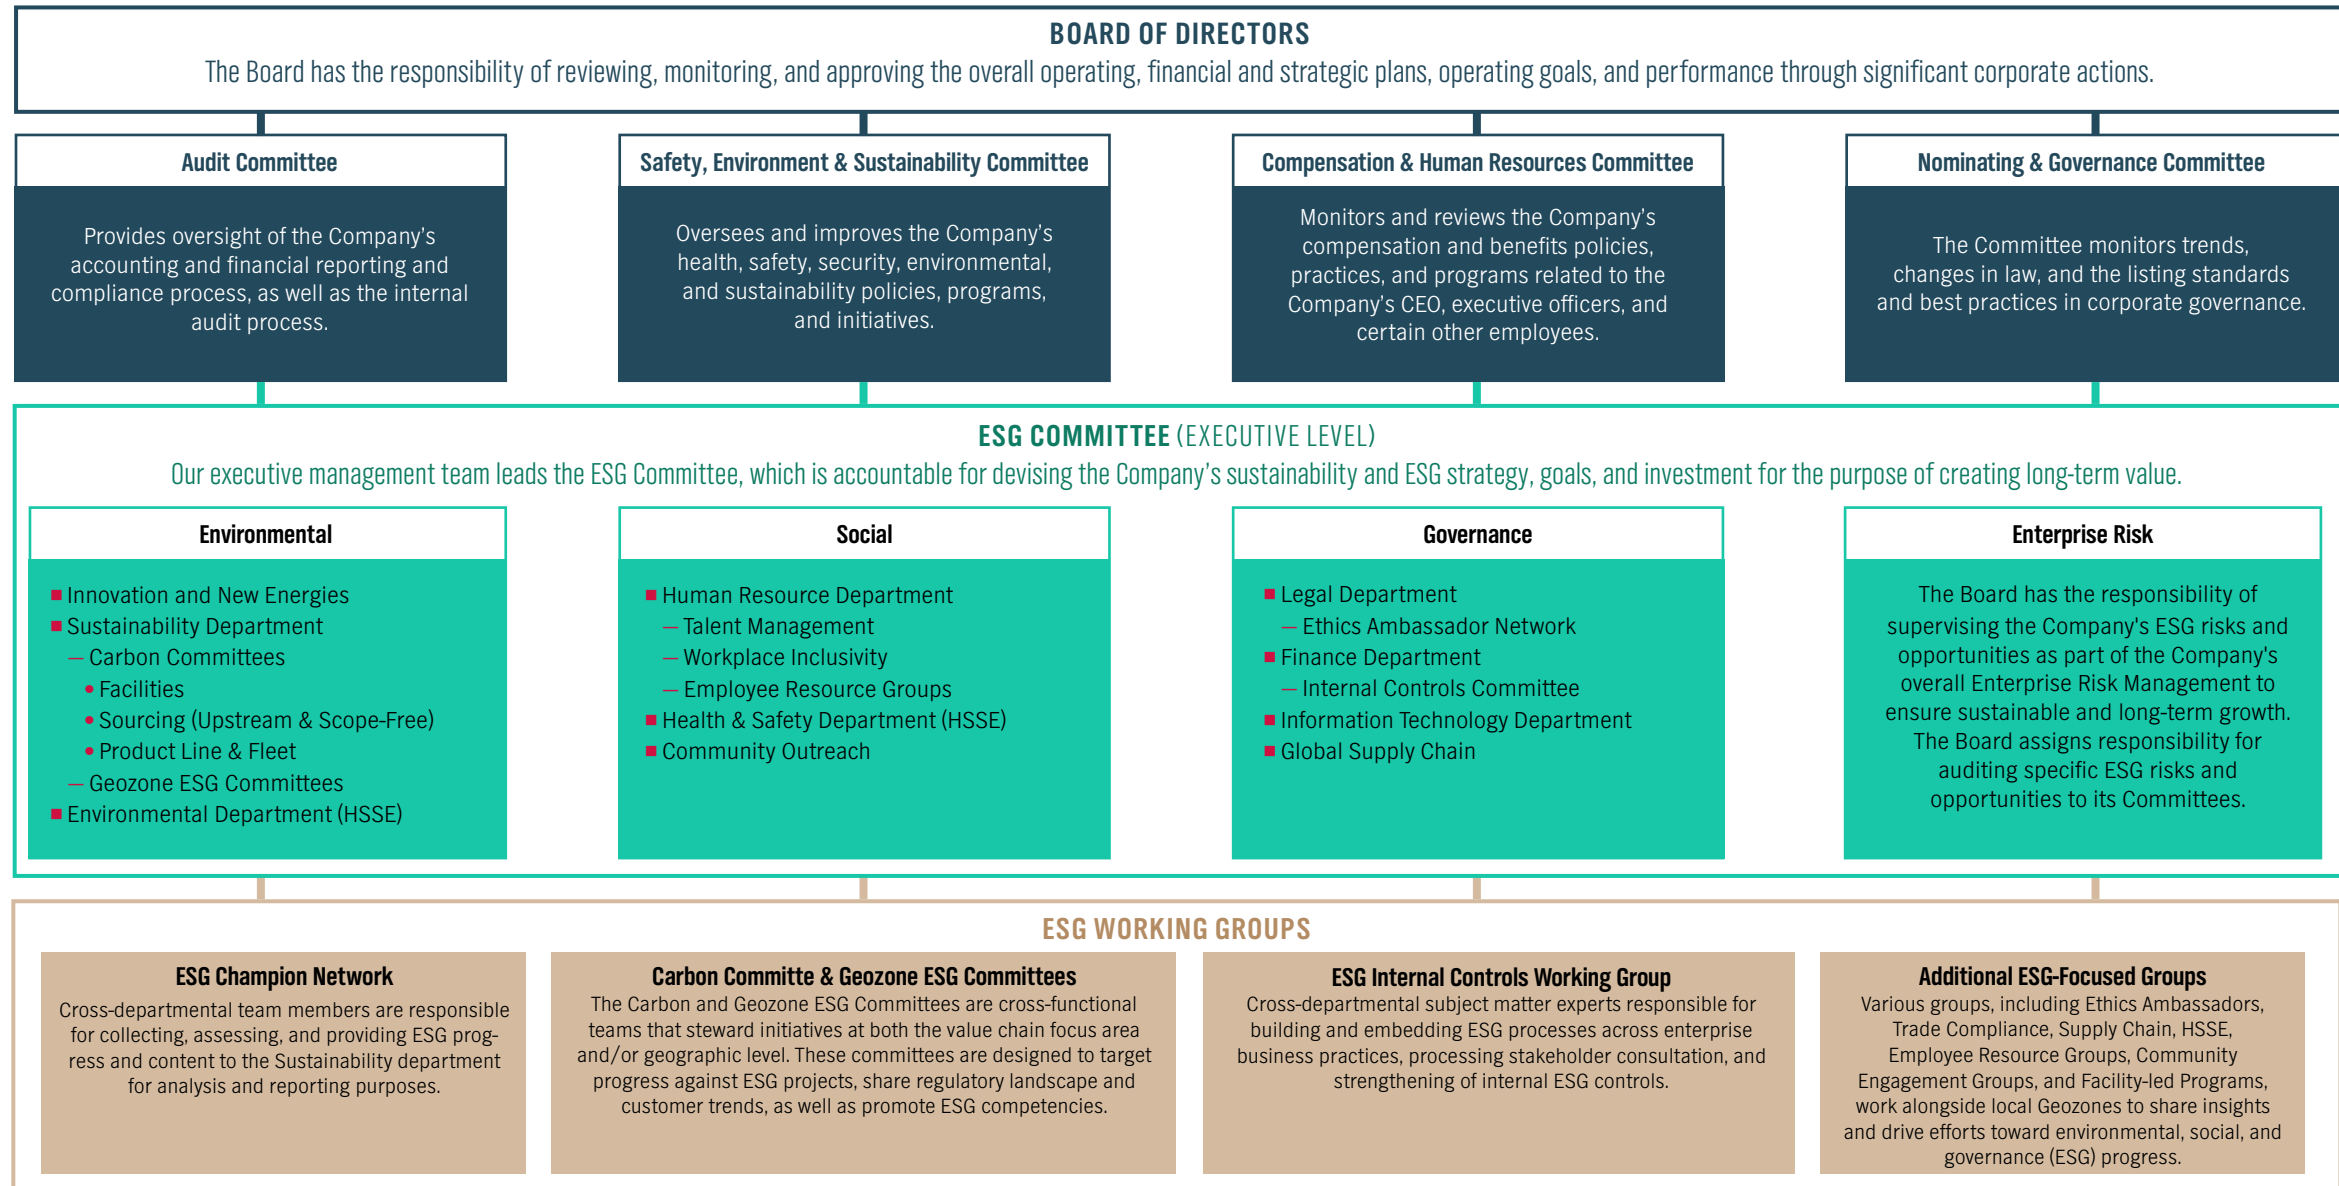 BOARD OF DIRECTORS
The Board has the responsibility of reviewing, monitoring, and approving the overall operating, financial and strategic plans, operating goals, and performance through significant corporate actions.
Audit Committee
Provides oversight of the Company's
accounting and financial reporting and
compliance process, as well as the internal
audit process.
Safety, Environment & Sustainability Committee
Oversees and improves the Company's
health, safety, security, environmental,
and sustainability policies, programs,
and initiatives.
Compensation & Human Resources Committee
Monitors and reviews the Company's
compensation and benefits policies,
practices, and programs related to the
Company's CEO, executive officers, and
certain other employees.
Nominating & Governance Committee
The Committee monitors trends,
changes in law, and the listing standards
and best practices in corporate governance.
ESG COMMITTEE (EXECUTIVE LEVEL)
Our executive management team leads the ESG Committee, which is accountable for devising the Company's sustainability and ESG strategy, goals, and investment for the purpose of creating long-term value.
Environmental
■ Innovation and New Energies
■ Sustainability Department
— Carbon Committees
• Facilities
• Sourcing (Upstream & Scope-Free)
• Product Line & Fleet
— Geozone ESG Committees
■ Environmental Department (HSSE)
Social
■ Human Resource Department
— Talent Management
— Workplace Inclusivity
— Employee Resource Groups
■ Health & Safety Department (HSSE)
■ Community Outreach
Governance
■ Legal Department
— Ethics Ambassador Network
■ Finance Department
— Internal Controls Committee
■ Information Technology Department
■ Global Supply Chain
Enterprise Risk
The Board has the responsibility of
supervising the Company's ESG risks and
opportunities as part of the Company's
overall Enterprise Risk Management to
ensure sustainable and long-term growth.
The Board assigns responsibility for
auditing specific ESG risks and
opportunities to its Committees.
ESG WORKING GROUPS
ESG Champion Network
Cross-departmental team members are responsible
for collecting, assessing, and providing ESG prog-
ress and content to the Sustainability department
for analysis and reporting purposes.
Carbon Committe & Geozone ESG Committees
The Carbon and Geozone ESG Committees are cross-functional
teams that steward initiatives at both the value chain focus area
and/or geographic level. These committees are designed to target
progress against ESG projects, share regulatory landscape and
customer trends, as well as promote ESG competencies.
ESG Internal Controls Working Group
Cross-departmental subject matter experts responsible for
building and embedding ESG processes across enterprise
business practices, processing stakeholder consultation, and
strengthening of internal ESG controls.
Additional ESG-Focused Groups
Various groups, including Ethics Ambassadors,
Trade Compliance, Supply Chain, HSSE,
Employee Resource Groups, Community
Engagement Groups, and Facility-led Programs,
work alongside local Geozones to share insights
and drive efforts toward environmental, social, and
governance (ESG) progress.